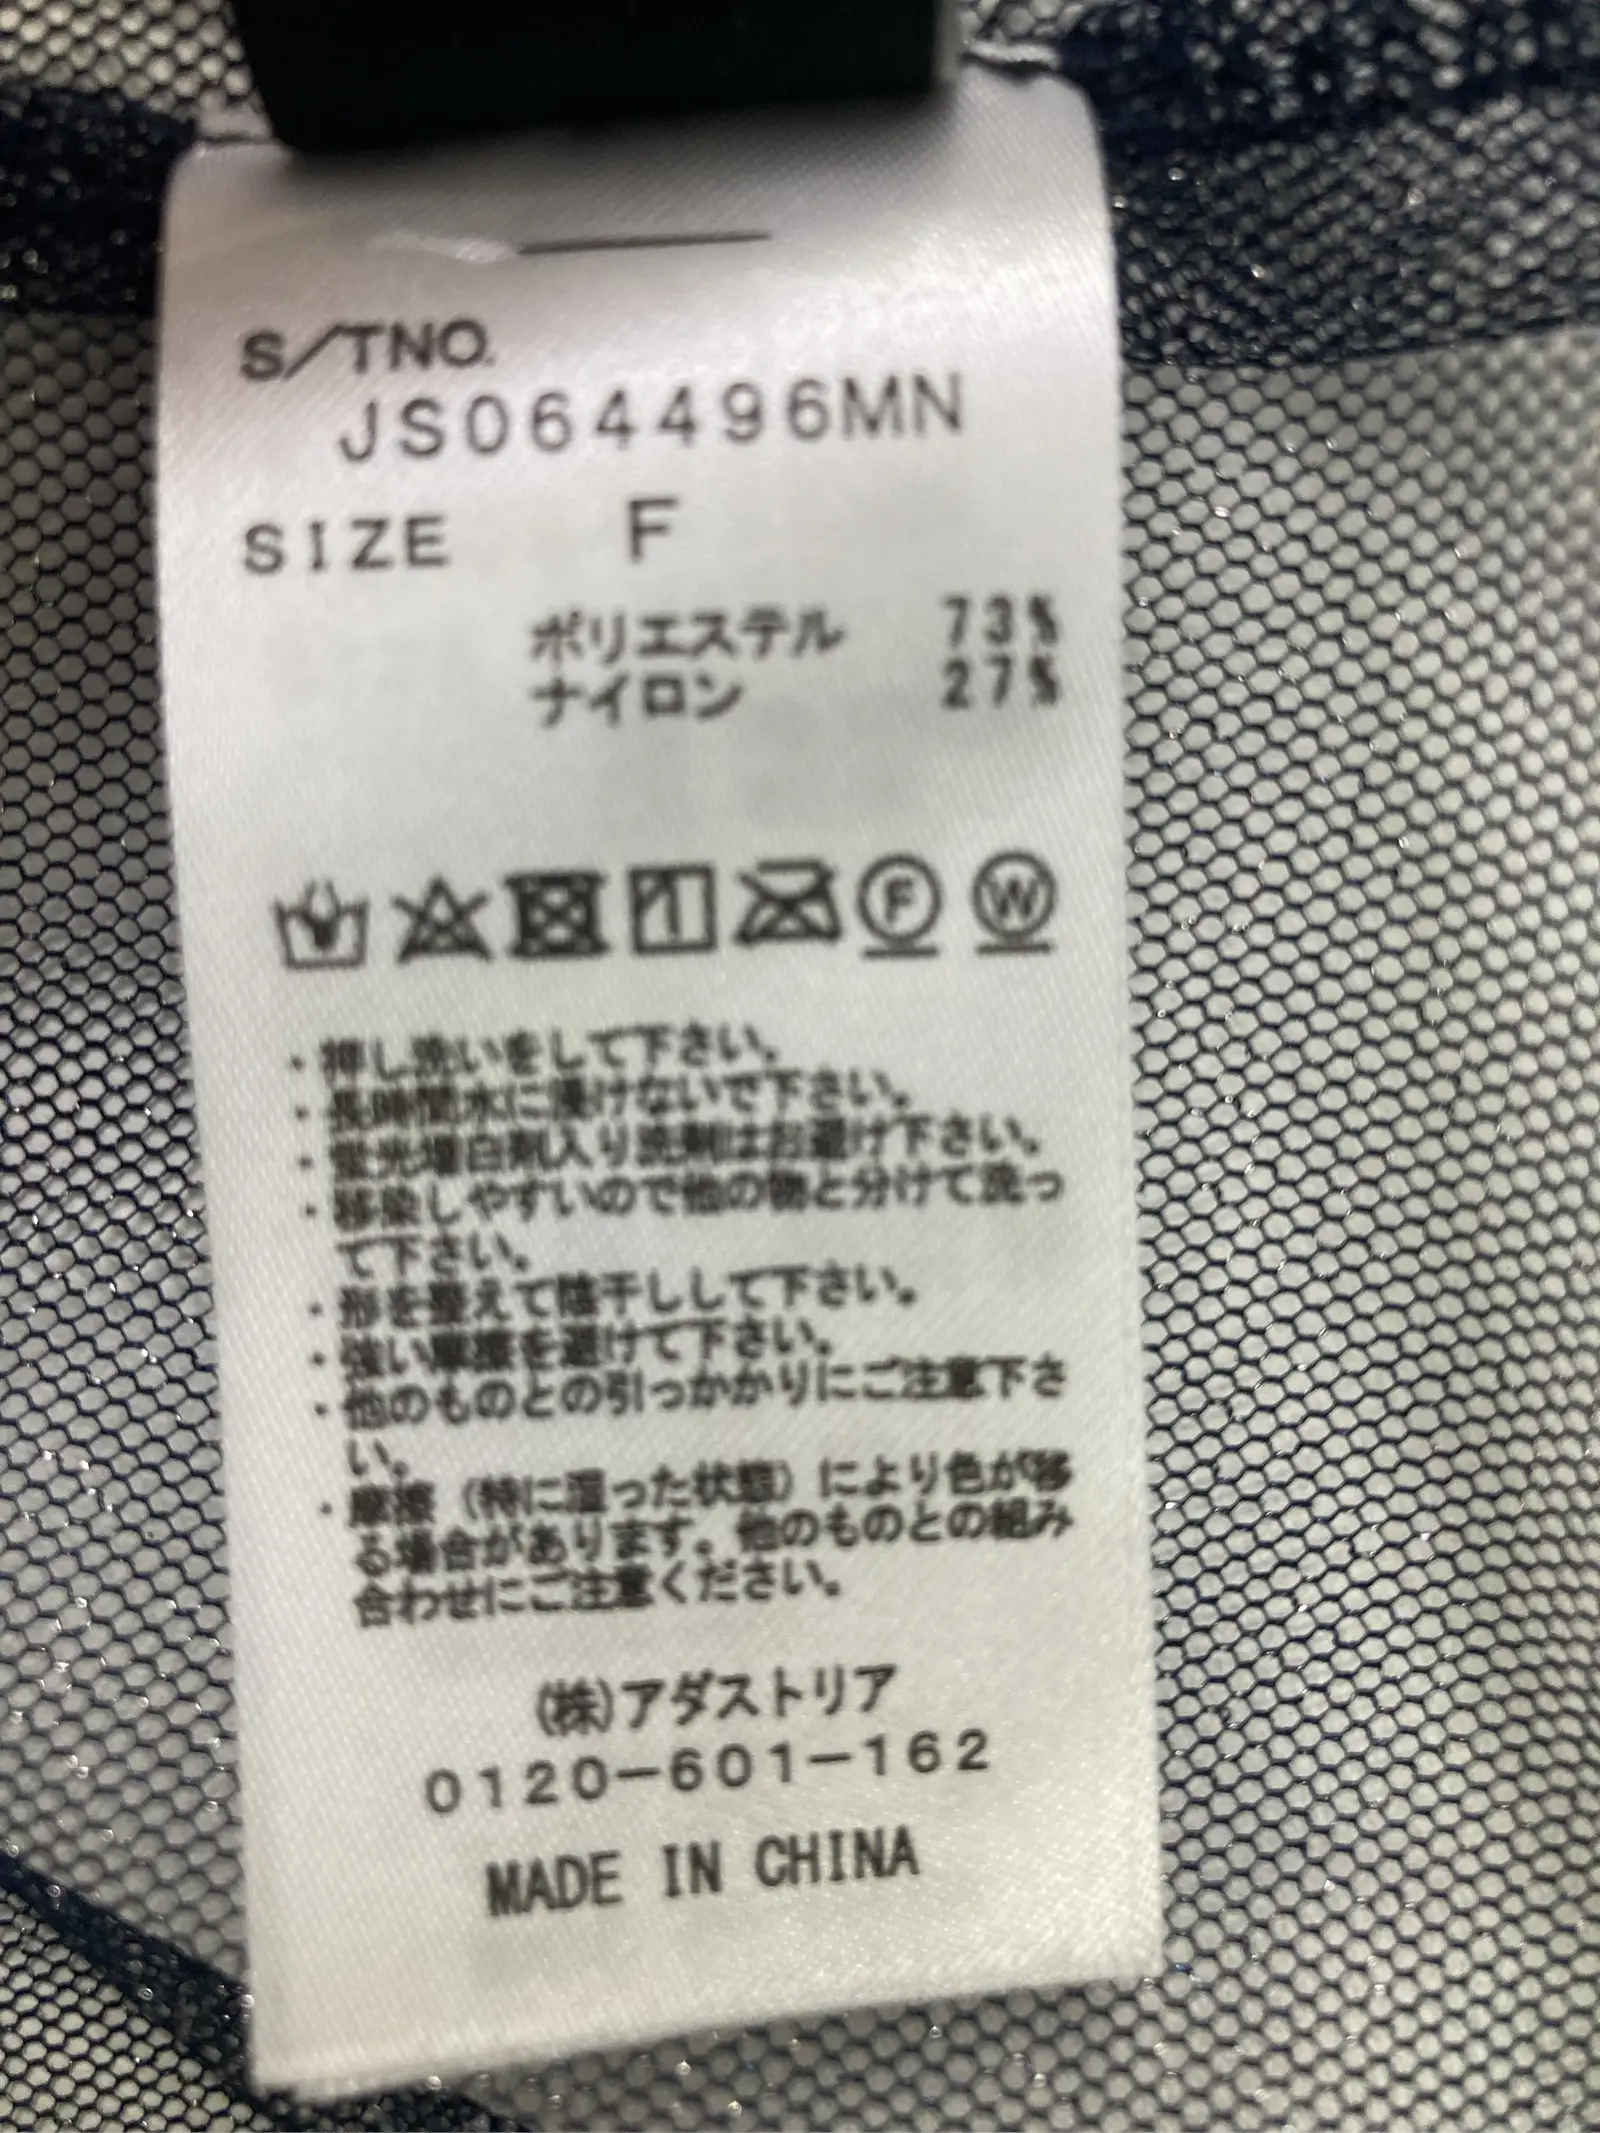 S/TNO.
JS064496MN
SIZE F
ポリエステル 73%
ナイロン 27%
1 F W
・押し洗いをして下さい。
・長時間水に浸けないで下さい。
・蛍光増白剤入り洗剤はお避け下さい。
・移染しやすいので他の物と分けて洗っ
て下さい。
・形を整えて陰干しして下さい。
・強い摩擦を避けて下さい。
・他のものとの引っかかりにご注意下さ
い。
・摩擦(特に湿った状態)により色が移
る場合があります。他のものとの組み
合わせにご注意ください。
(株)アダストリア
0120-601-162
MADE IN CHINA